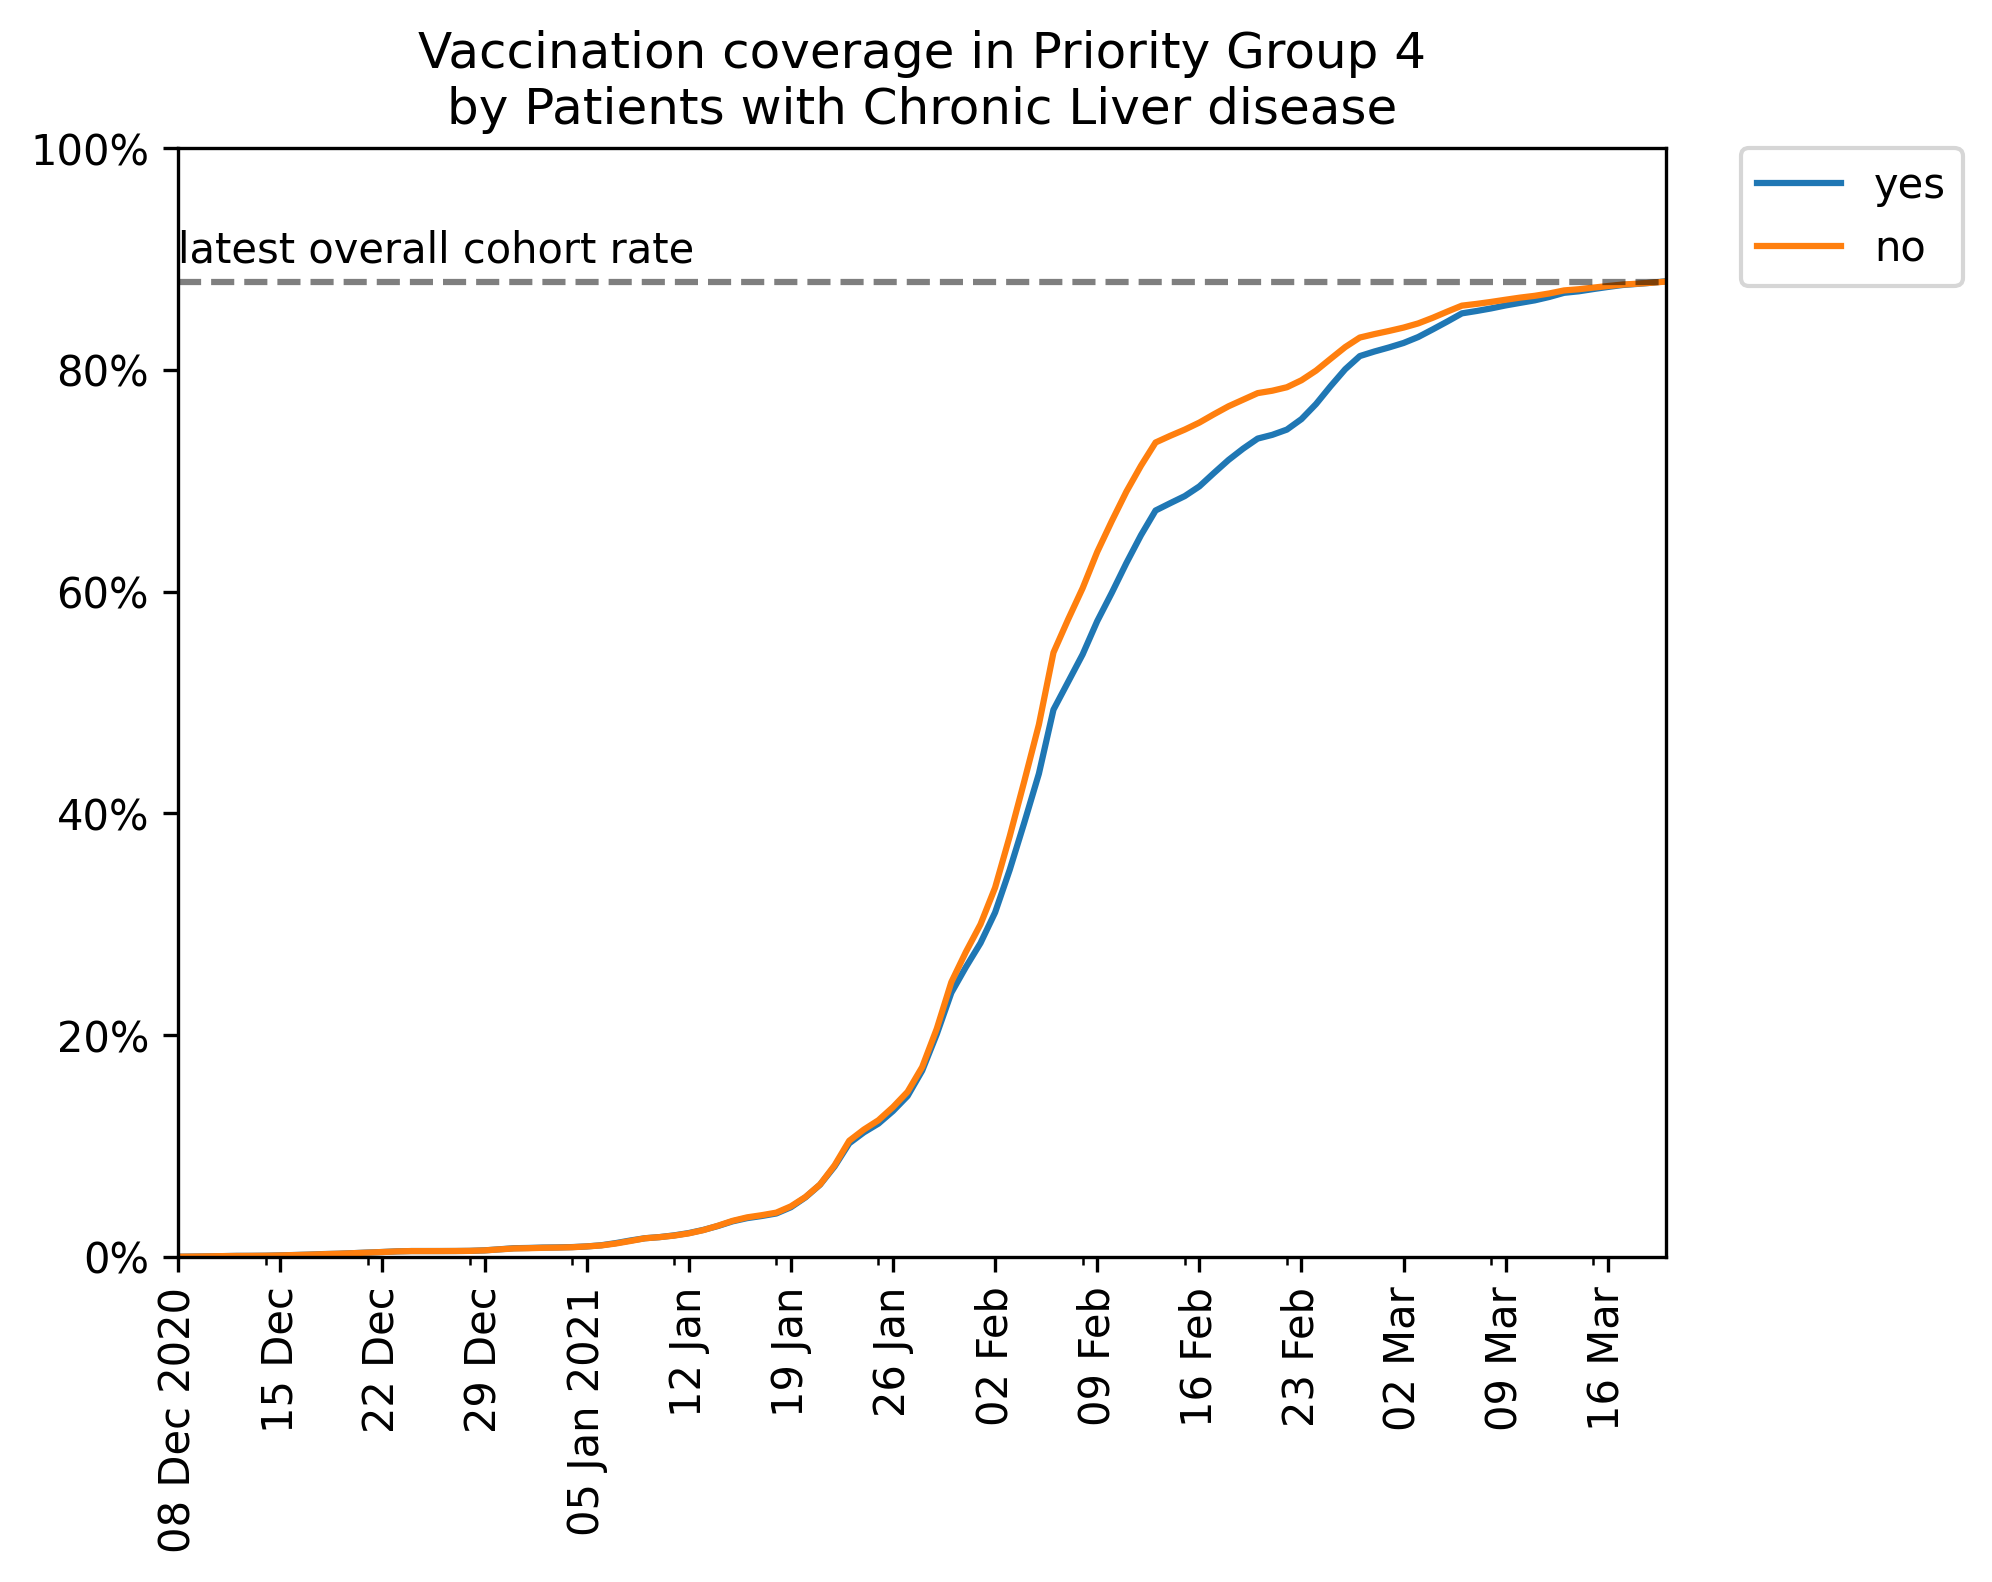 Vaccination coverage in Priority Group 4
by Patients with Chronic Liver disease
100%
80%
60%
40%
20%
0%
latest overall cohort rate
yes
no
08 Dec 2020
15 Dec
22 Dec
29 Dec
05 Jan 2021
12 Jan
19 Jan
26 Jan
02 Feb
09 Feb
16 Feb
23 Feb
02 Mar
09 Mar
16 Mar